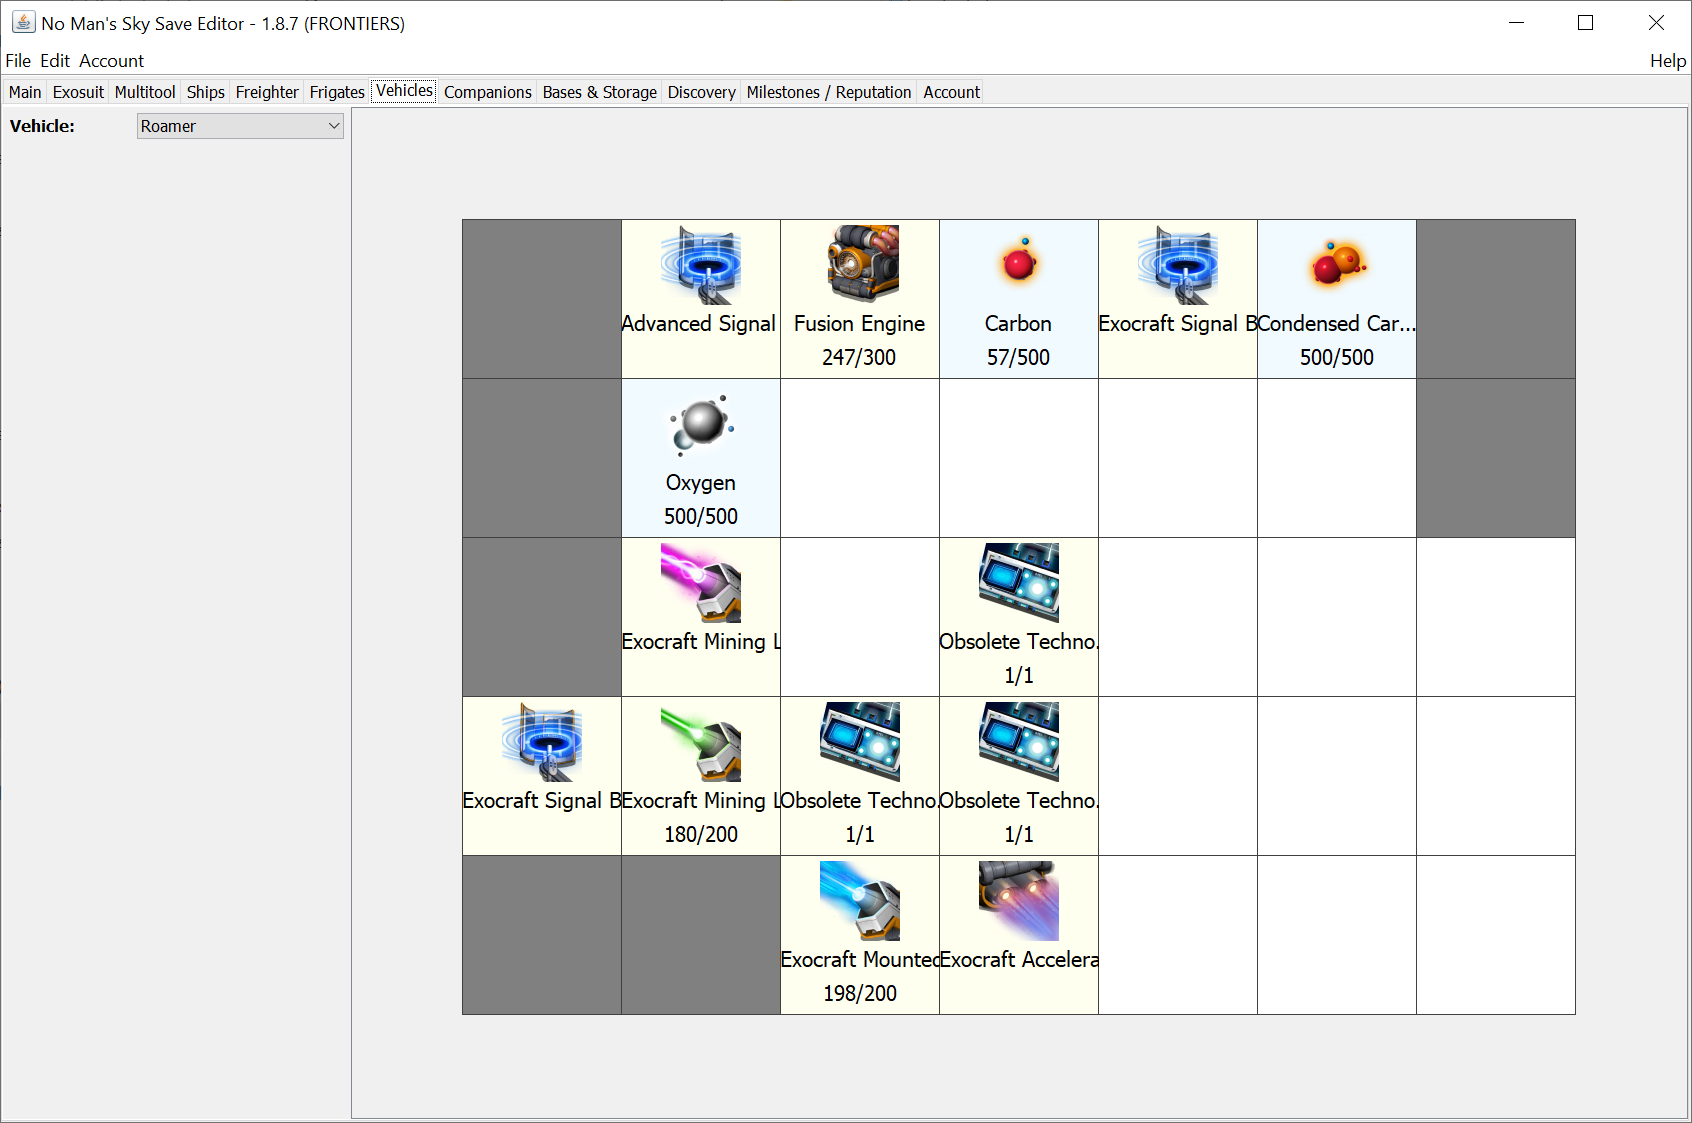 No Man's Sky Save Editor - 1.8.7 (FRONTIERS)
File Edit Account Help
Main Exosuit Multitool Ships Freighter Frigates Vehicles Companions Bases & Storage Discovery Milestones / Reputation Account
Vehicle: Roamer
Advanced Signal Fusion Engine Carbon Exocraft Signal B Condensed Car...
247/300 57/500 500/500
Oxygen
500/500
Exocraft Mining L Obsolete Techno.
1/1
Exocraft Signal B Exocraft Mining L Obsolete Techno. Obsolete Techno.
180/200 1/1 1/1
Exocraft Mounted Exocraft Accelera
198/200